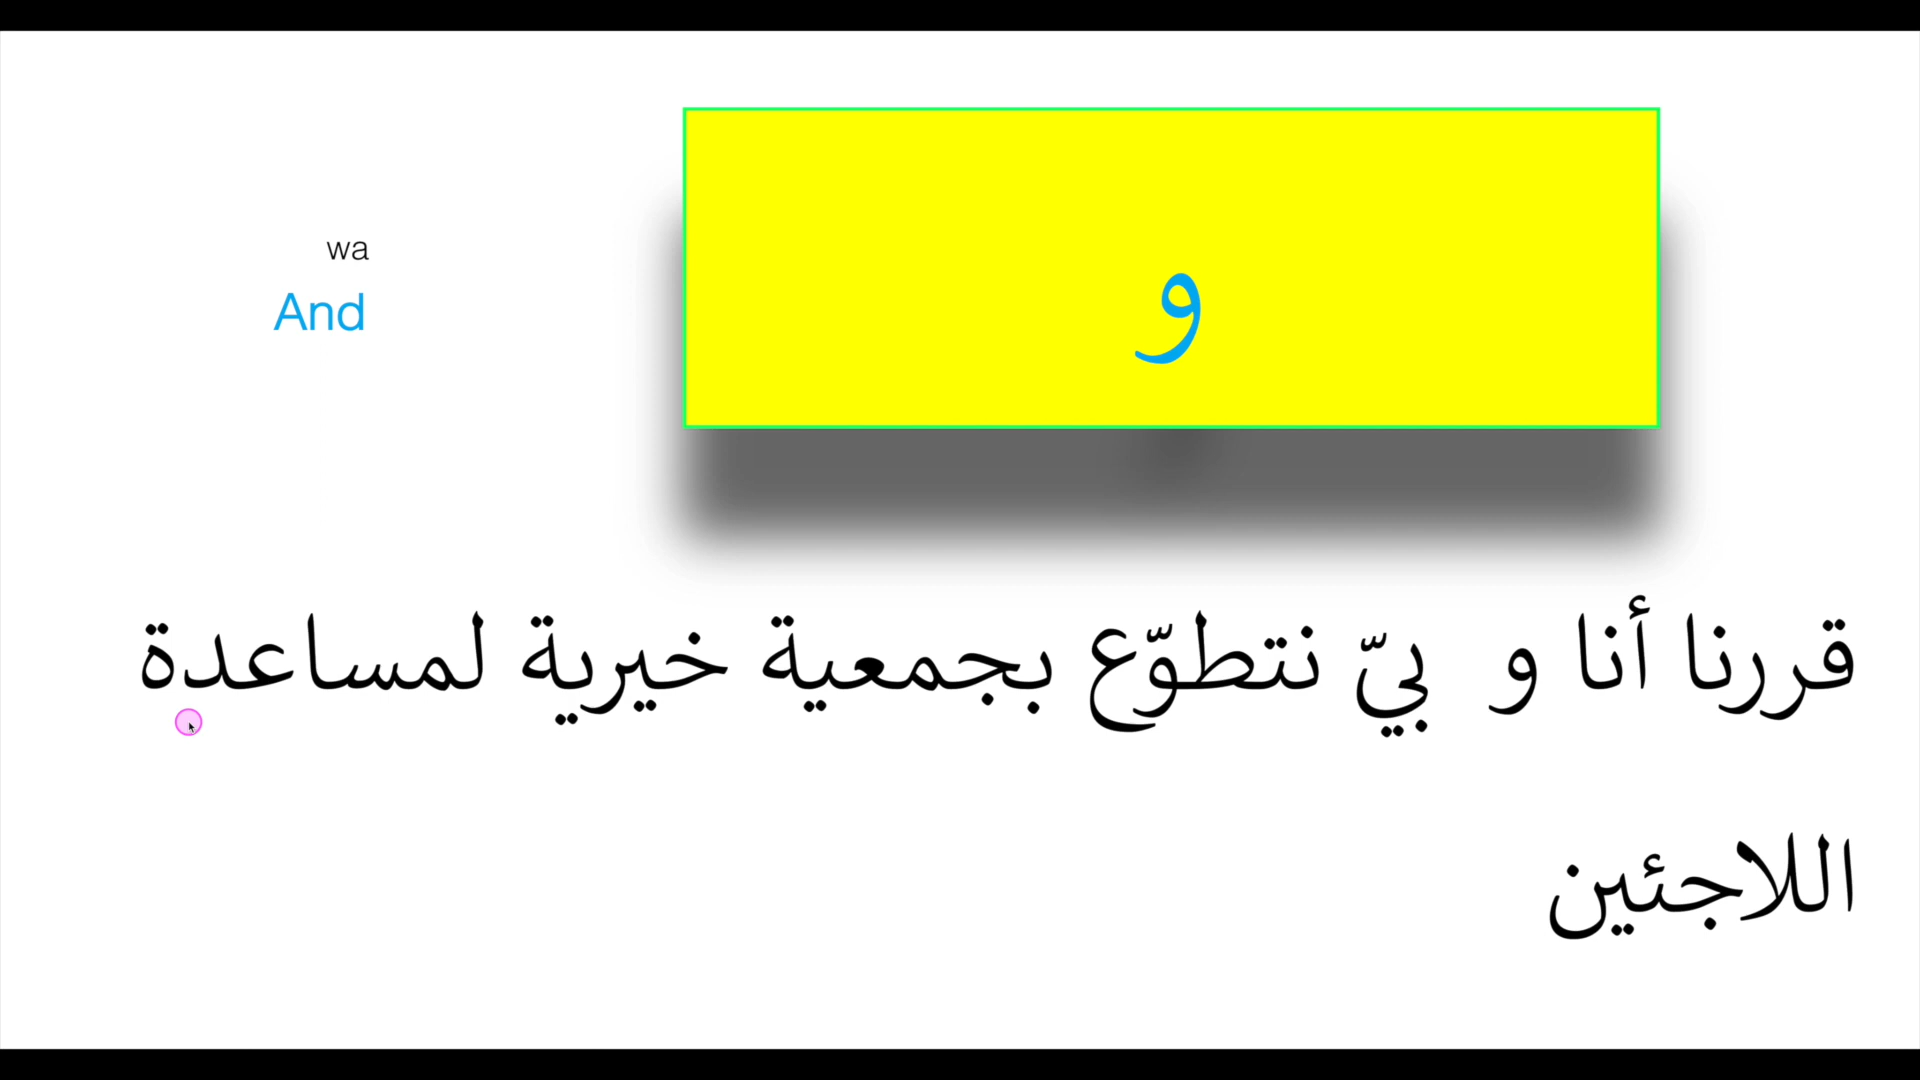 wa
And
و
قررنا أنا و بيّ نتطوّع بجمعية خيرية لمساعدة
اللاجئين